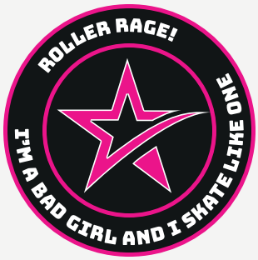 ROLLER RAGE!
I'M A BAD GIRL AND I SKATE LIKE ONE